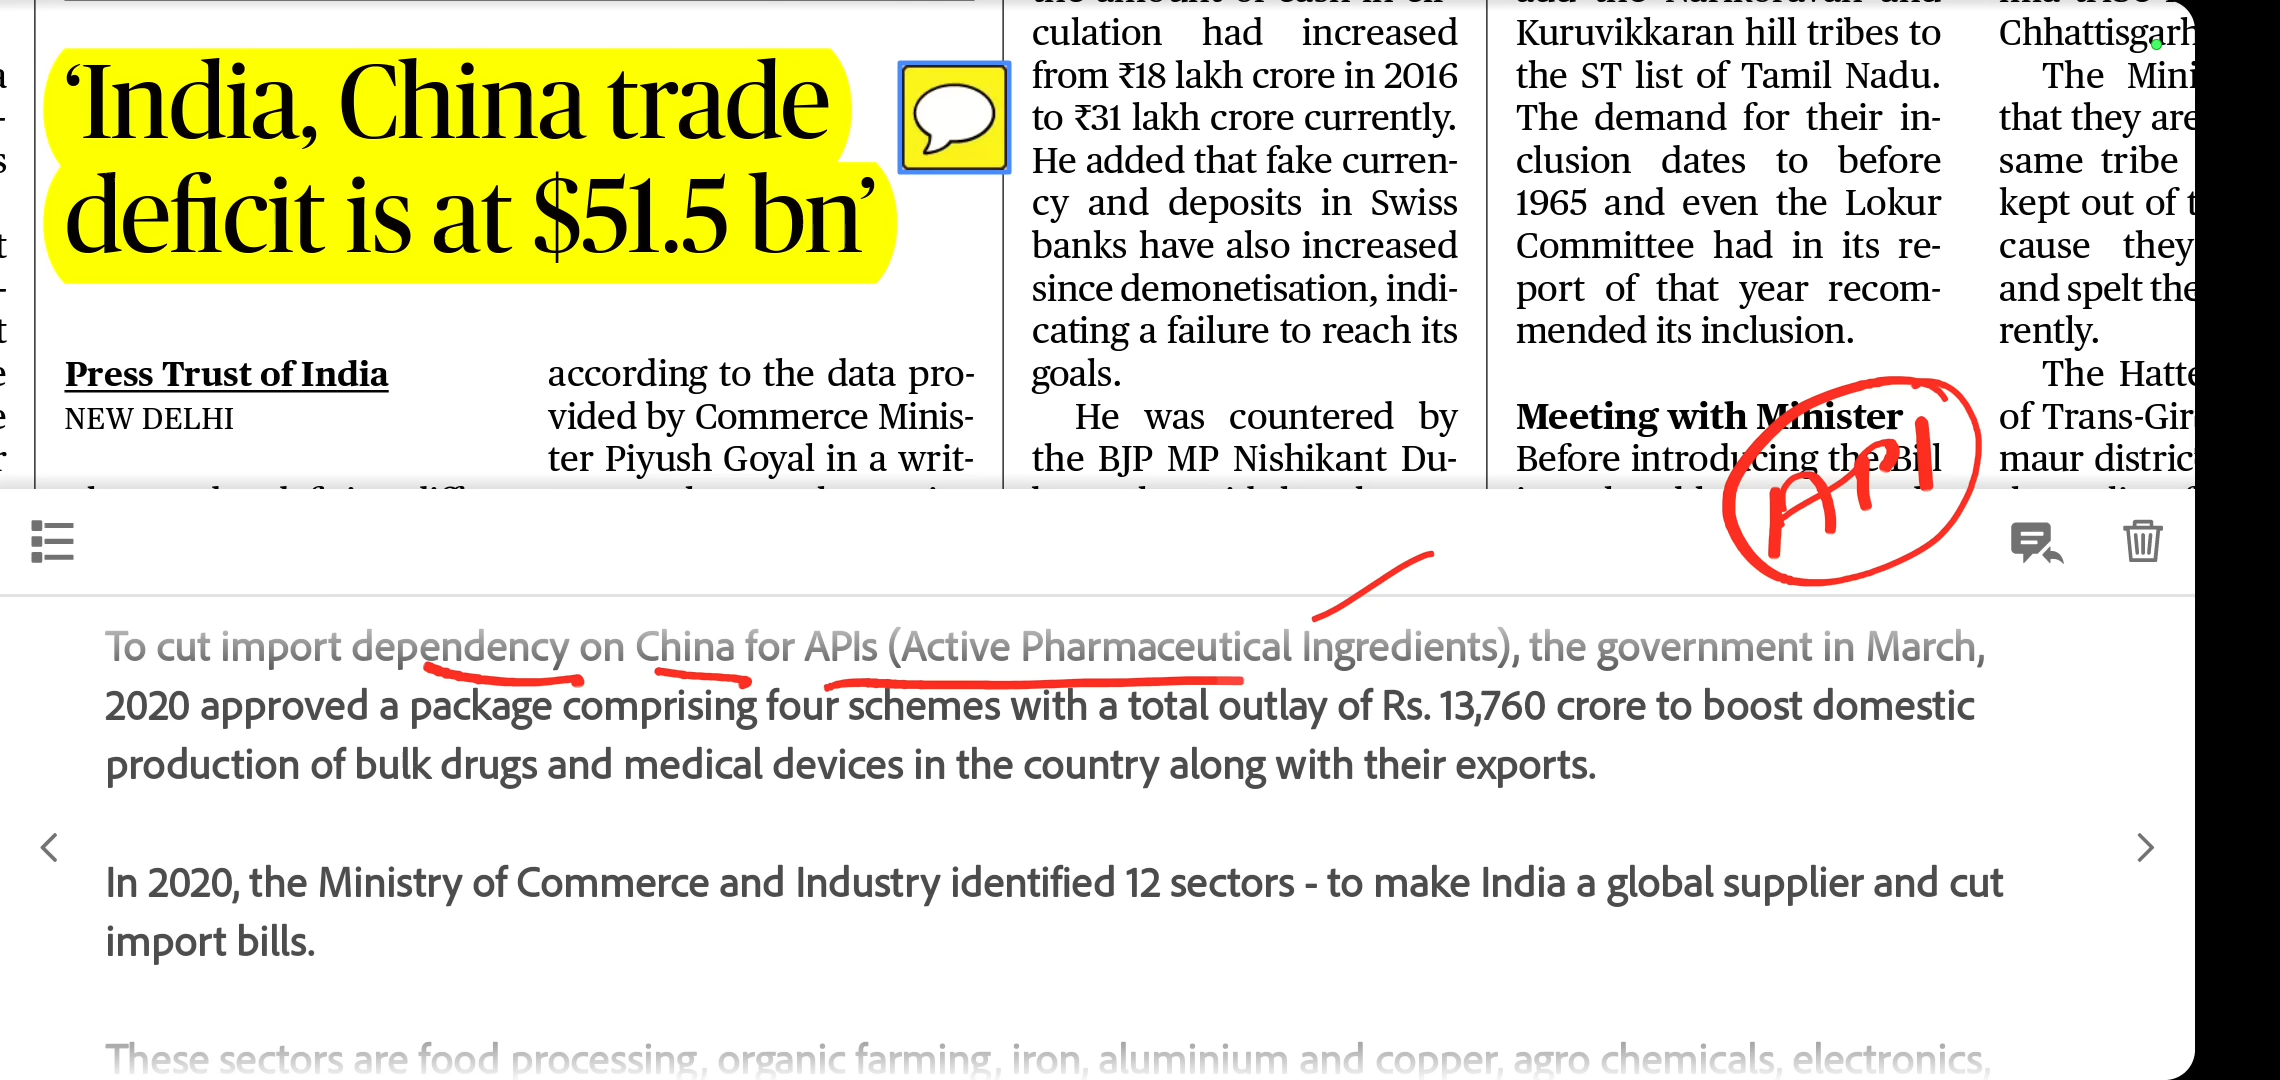 ‘India, China trade
deficit is at $51.5 bn’
Press Trust of India
NEW DELHI
according to the data pro-
vided by Commerce Minis-
ter Piyush Goyal in a writ-
culation had increased
from ₹18 lakh crore in 2016
to ₹31 lakh crore currently.
He added that fake curren-
cy and deposits in Swiss
banks have also increased
since demonetisation, indi-
cating a failure to reach its
goals.
He was countered by
the BJP MP Nishikant Du-
Kuruvikkaran hill tribes to
the ST list of Tamil Nadu.
The demand for their in-
clusion dates to before
1965 and even the Lokur
Committee had in its re-
port of that year recom-
mended its inclusion.
Meeting with Minister
Before introducing the Bill
Chhattisgarh
The Mini
that they are
same tribe
kept out of t
cause they
and spelt the
rently.
The Hatte
of Trans-Gir
maur distric
API
To cut import dependency on China for APIs (Active Pharmaceutical Ingredients), the government in March,
2020 approved a package comprising four schemes with a total outlay of Rs. 13,760 crore to boost domestic
production of bulk drugs and medical devices in the country along with their exports.
In 2020, the Ministry of Commerce and Industry identified 12 sectors - to make India a global supplier and cut
import bills.
These sectors are food processing, organic farming, iron, aluminium and copper, agro chemicals, electronics,